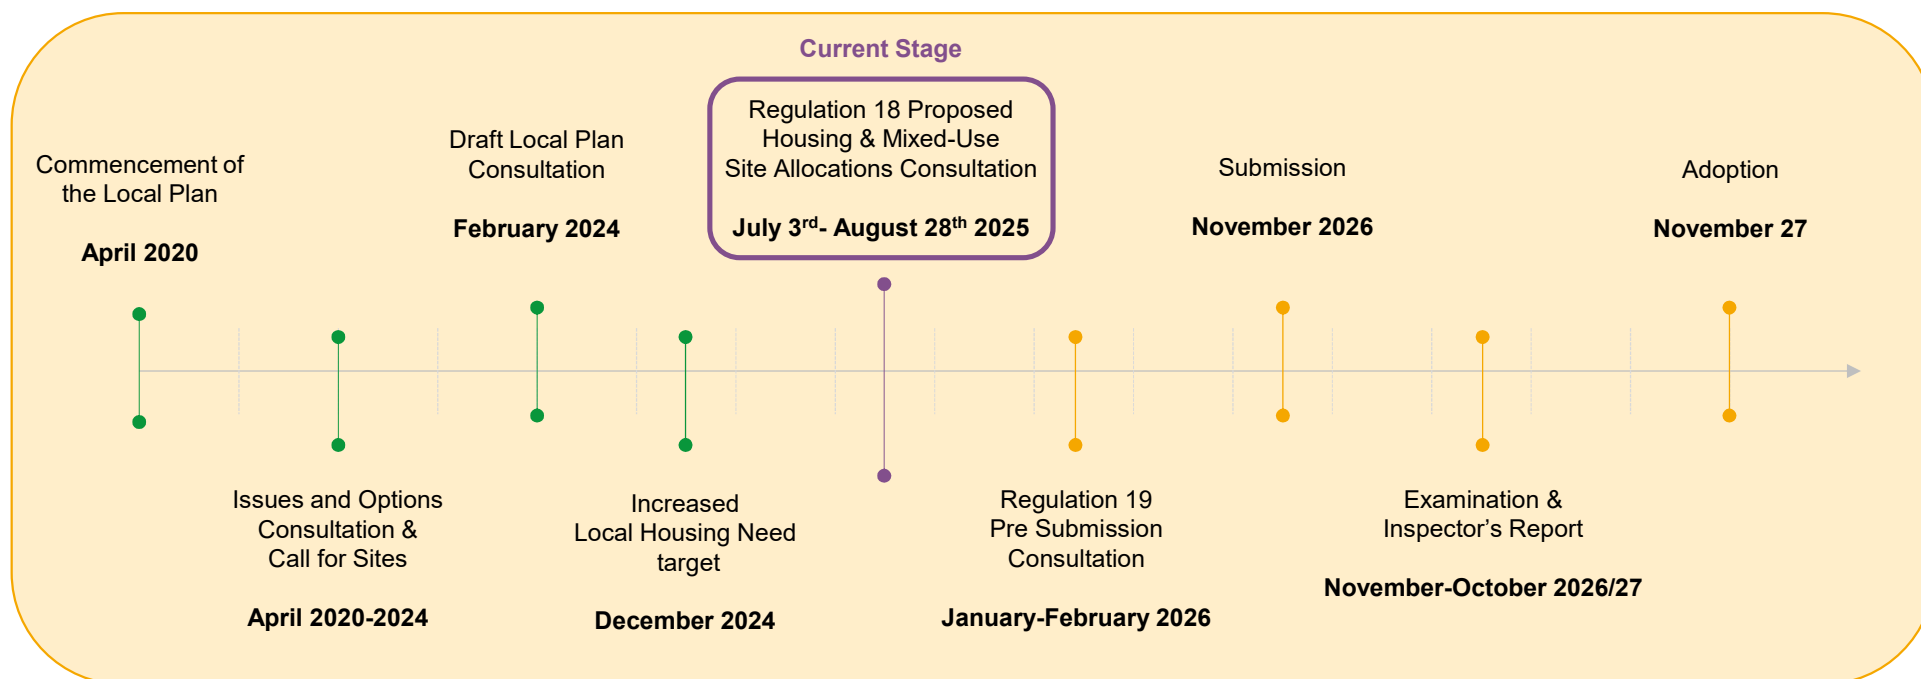 Current Stage
Commencement of
the Local Plan
April 2020
Issues and Options
Consultation &
Call for Sites
April 2020-2024
Draft Local Plan
Consultation
February 2024
Increased
Local Housing Need
target
December 2024
Regulation 18 Proposed
Housing & Mixed-Use
Site Allocations Consultation
July 3rd- August 28th 2025
Regulation 19
Pre Submission
Consultation
January-February 2026
Submission
November 2026
Examination &
Inspector’s Report
November-October 2026/27
Adoption
November 27